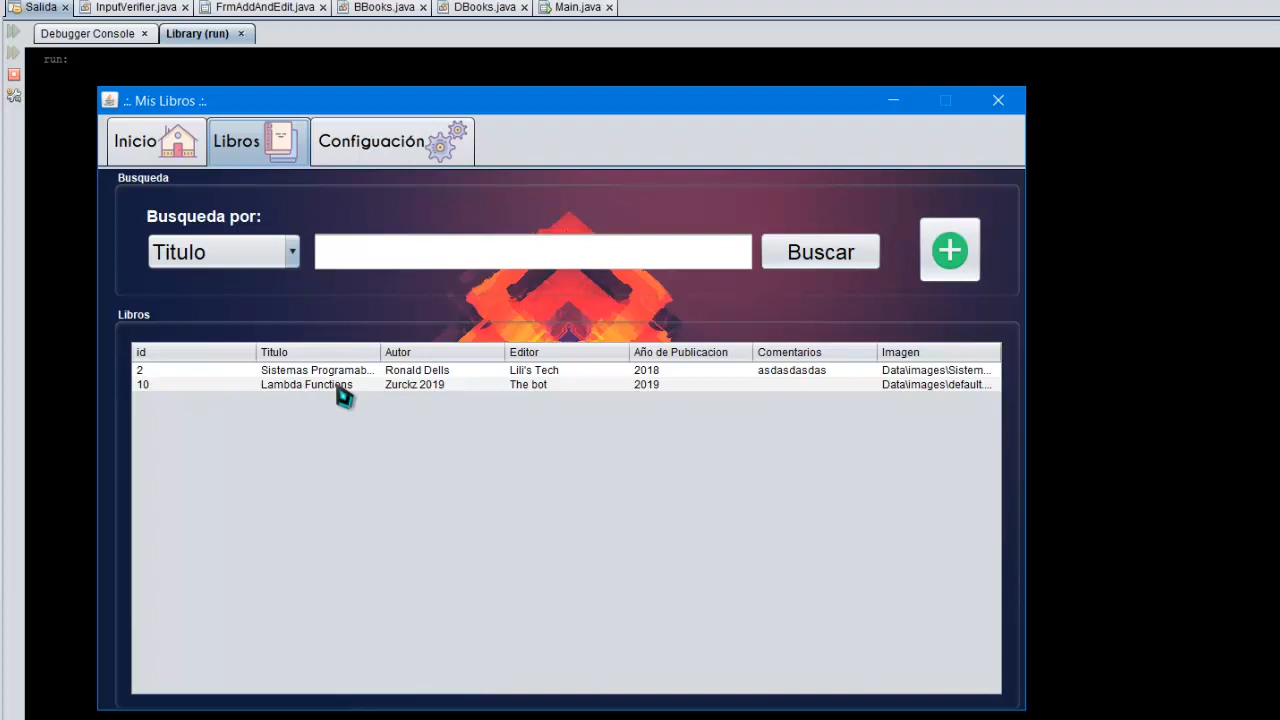 Salida InputVerifier.java FrmAddAndEdit.java BBooks.java DBooks.java Main.java
Debugger Console Library (run)
run:
.: Mis Libros :.
Inicio Libros Configuación
Busqueda
Busqueda por:
Titulo Buscar
Libros
id Titulo Autor Editor Año de Publicacion Comentarios Imagen
2 Sistemas Programab... Ronald Dells Lili's Tech 2018 asdasdasdas Data\images\Sistem...
10 Lambda Functions Zurckz 2019 The bot 2019 Data\images\default....